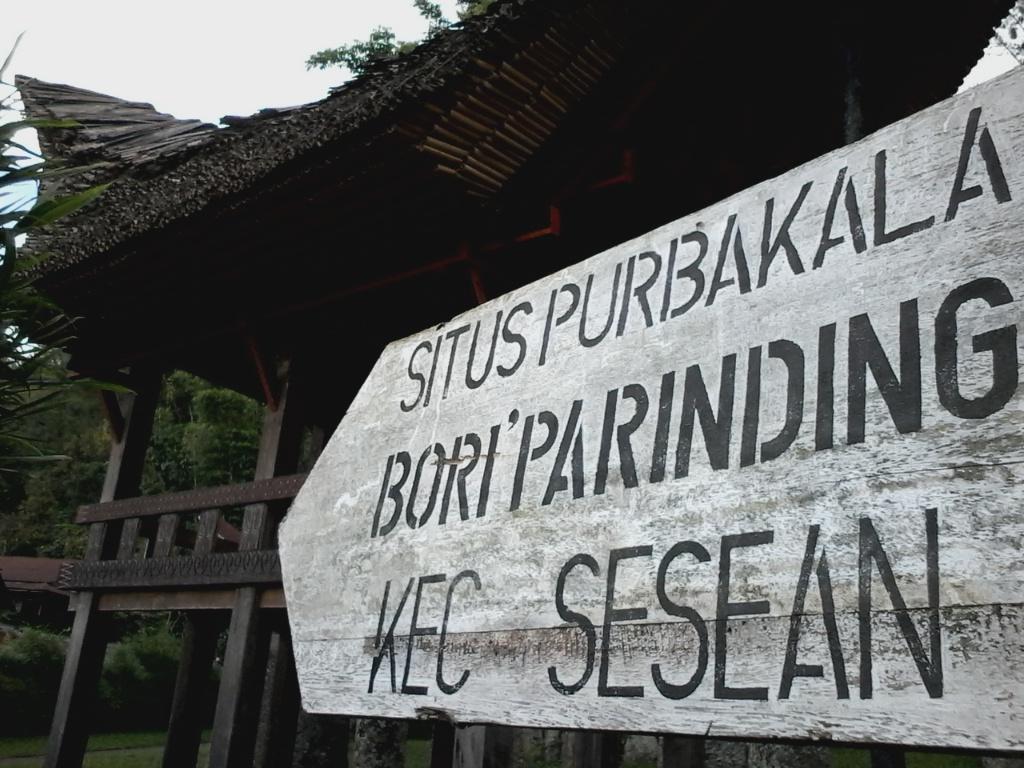 SITUS PURBAKALA
BORI' PARINDING
KEC SESEAN